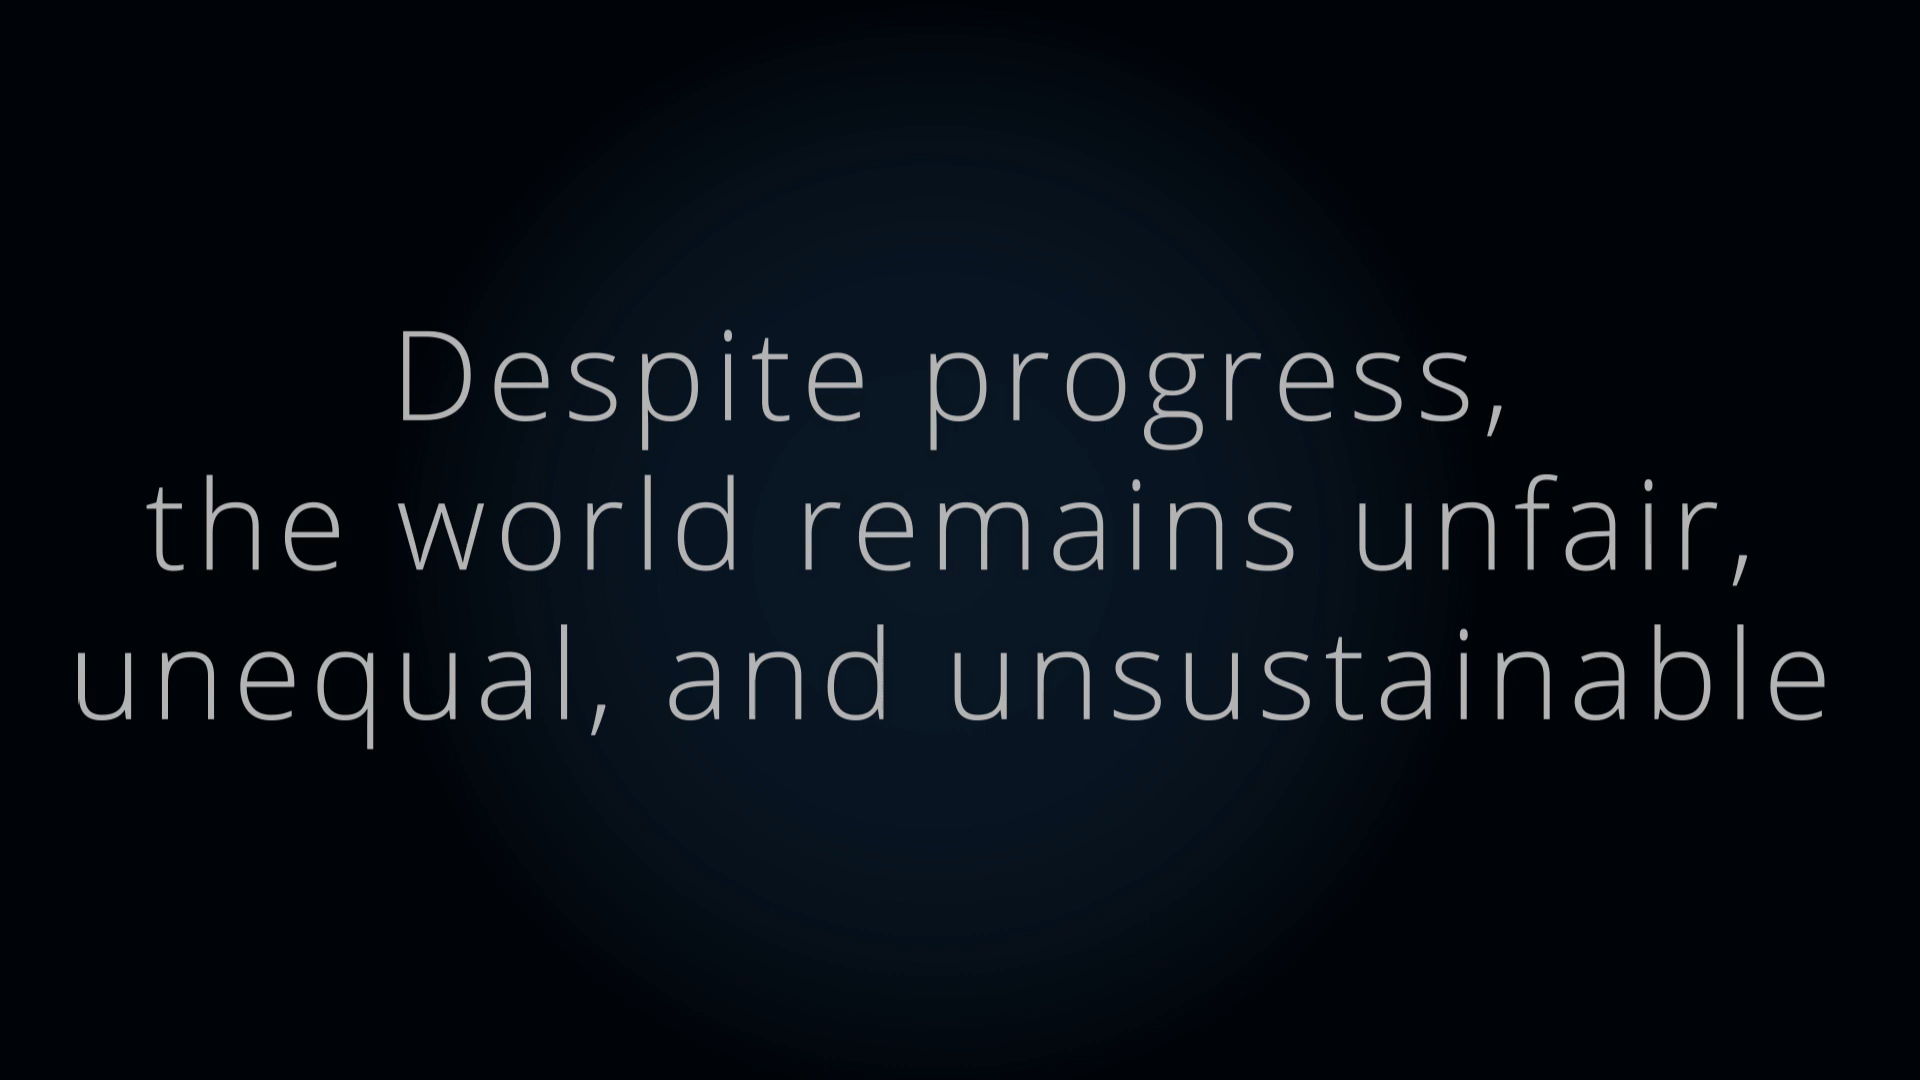 Despite progress,
the world remains unfair,
unequal, and unsustainable